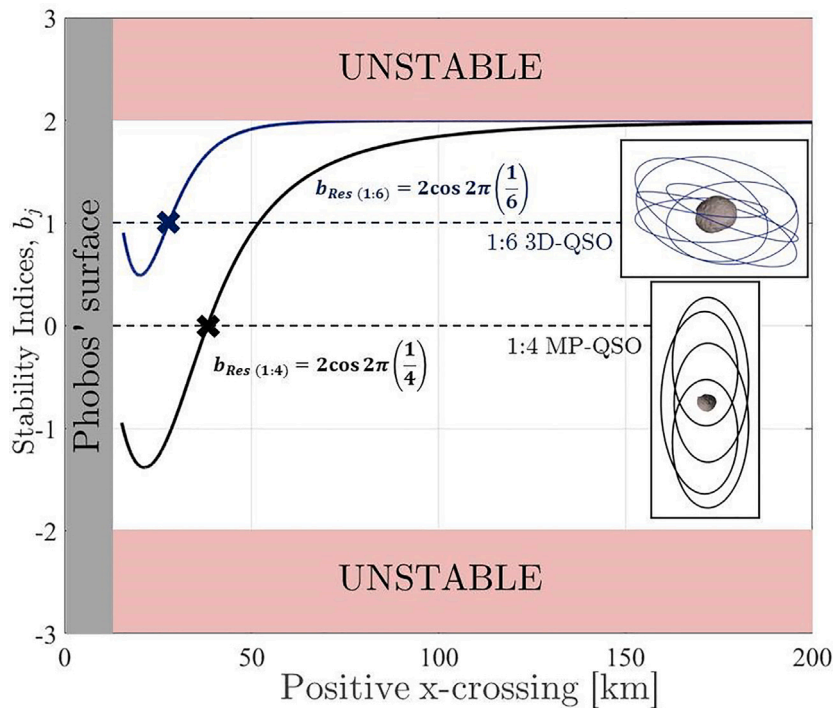 3
UNSTABLE
2
b_Res (1:6) = 2cos 2π(1/6)
1
1:6 3D-QSO
Stability Indices, b_j
Phobos' surface
0
1:4 MP-QSO
b_Res (1:4) = 2cos 2π(1/4)
-1
-2
UNSTABLE
-3
0 50 100 150 200
Positive x-crossing [km]